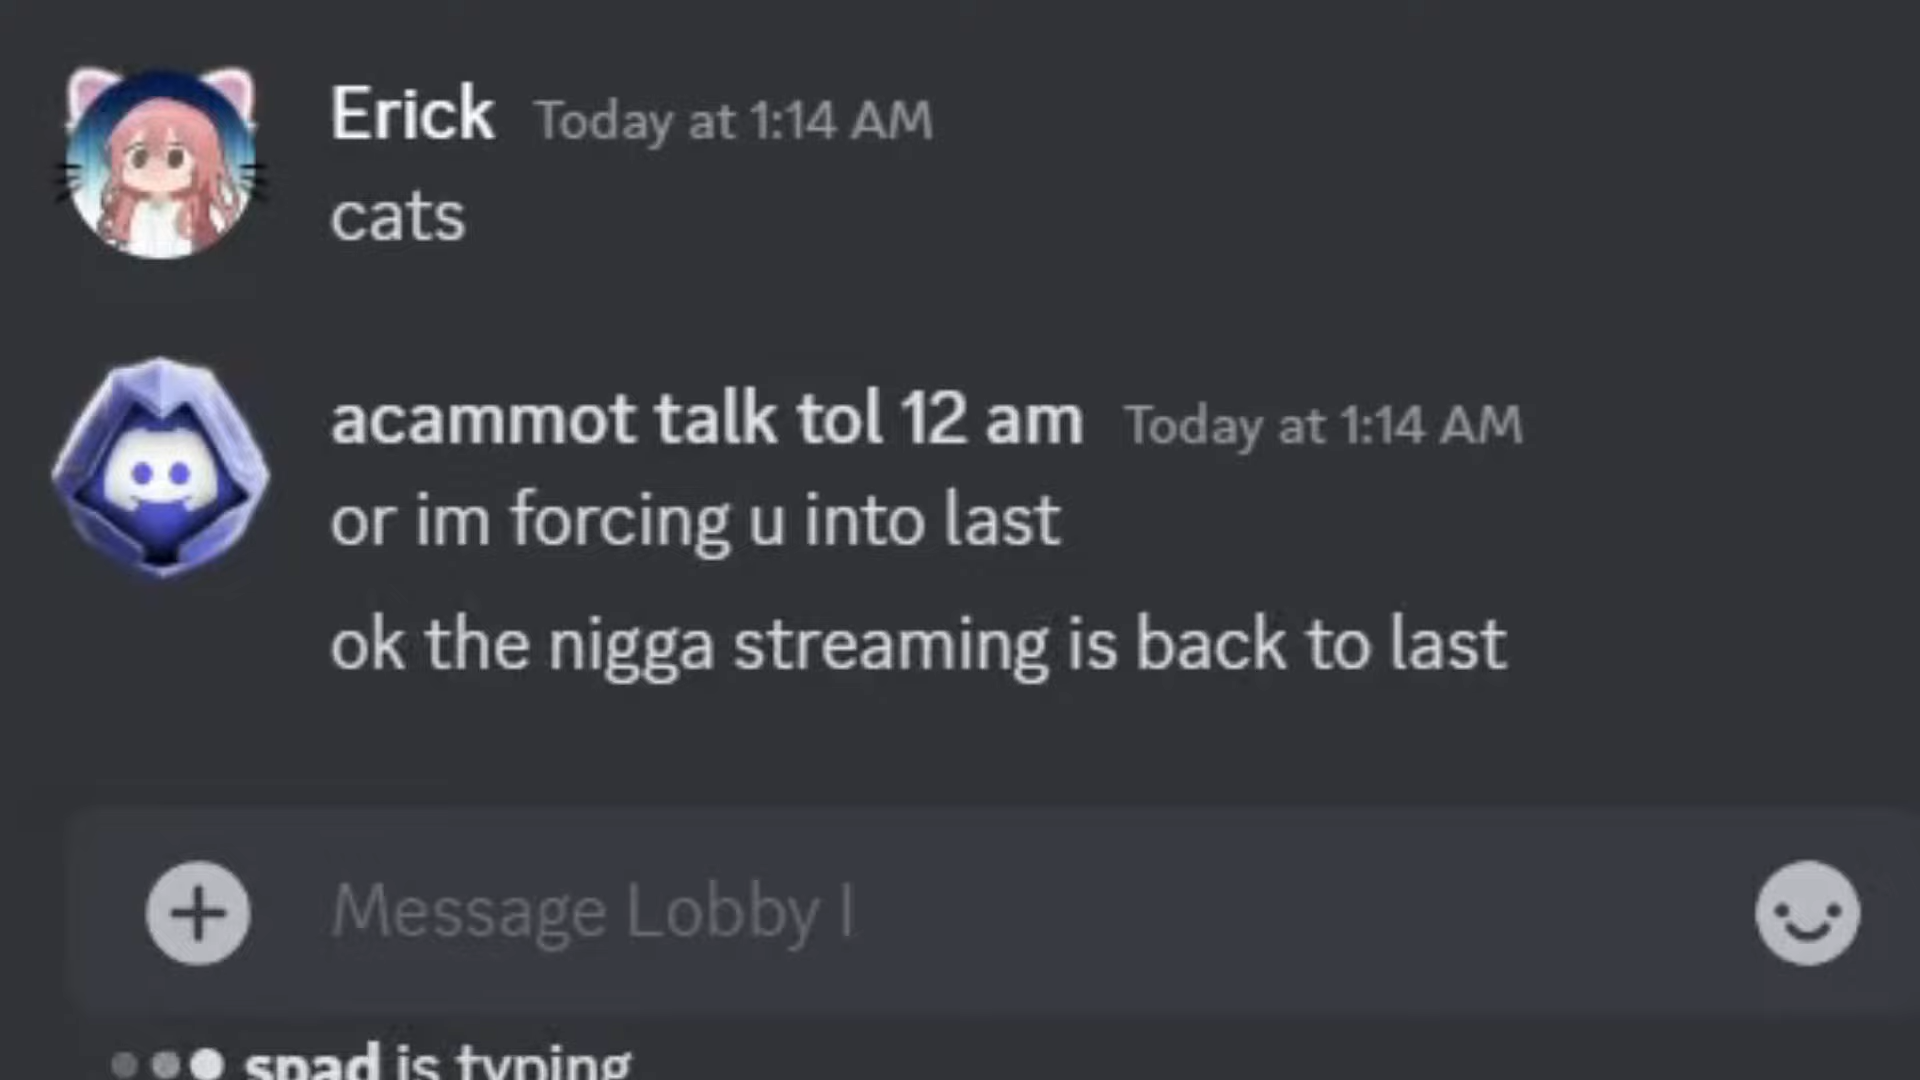 Erick Today at 1:14 AM
cats
acammot talk tol 12 am Today at 1:14 AM
or im forcing u into last
ok the nigga streaming is back to last
Message Lobby I
spad is typing